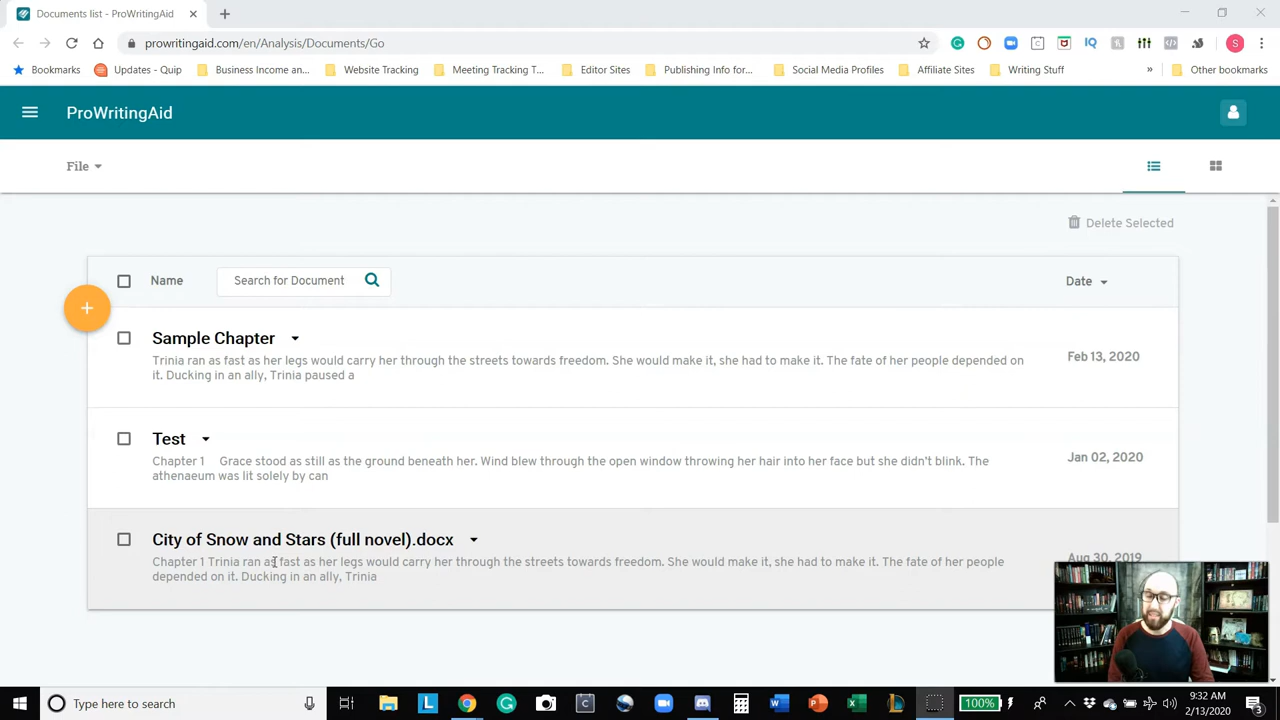 Documents list - ProWritingAid
prowritingaid.com/en/Analysis/Documents/Go
S
Bookmarks Updates - Quip Business Income an... Website Tracking Meeting Tracking T... Editor Sites Publishing Info for... Social Media Profiles Affiliate Sites Writing Stuff » Other bookmarks
ProWritingAid
File
Delete Selected
Name Search for Document Date
Sample Chapter
Trinia ran as fast as her legs would carry her through the streets towards freedom. She would make it, she had to make it. The fate of her people depended on
it. Ducking in an ally, Trinia paused a
Feb 13, 2020
Test
Chapter 1 Grace stood as still as the ground beneath her. Wind blew through the open window throwing her hair into her face but she didn't blink. The
athenaeum was lit solely by can
Jan 02, 2020
City of Snow and Stars (full novel).docx
Chapter 1 Trinia ran as fast as her legs would carry her through the streets towards freedom. She would make it, she had to make it. The fate of her people
depended on it. Ducking in an ally, Trinia
Aug 30, 2019
Type here to search
100%
9:32 AM
2/13/2020
3